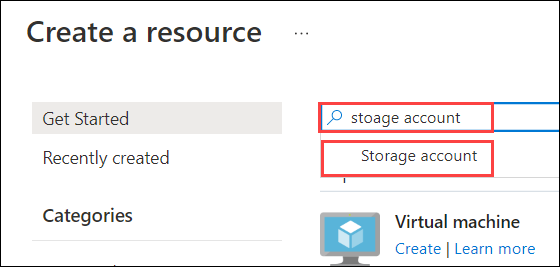 Create a resource ...
Get Started
stoage account
Recently created
Storage account
Categories
Virtual machine
Create | Learn more